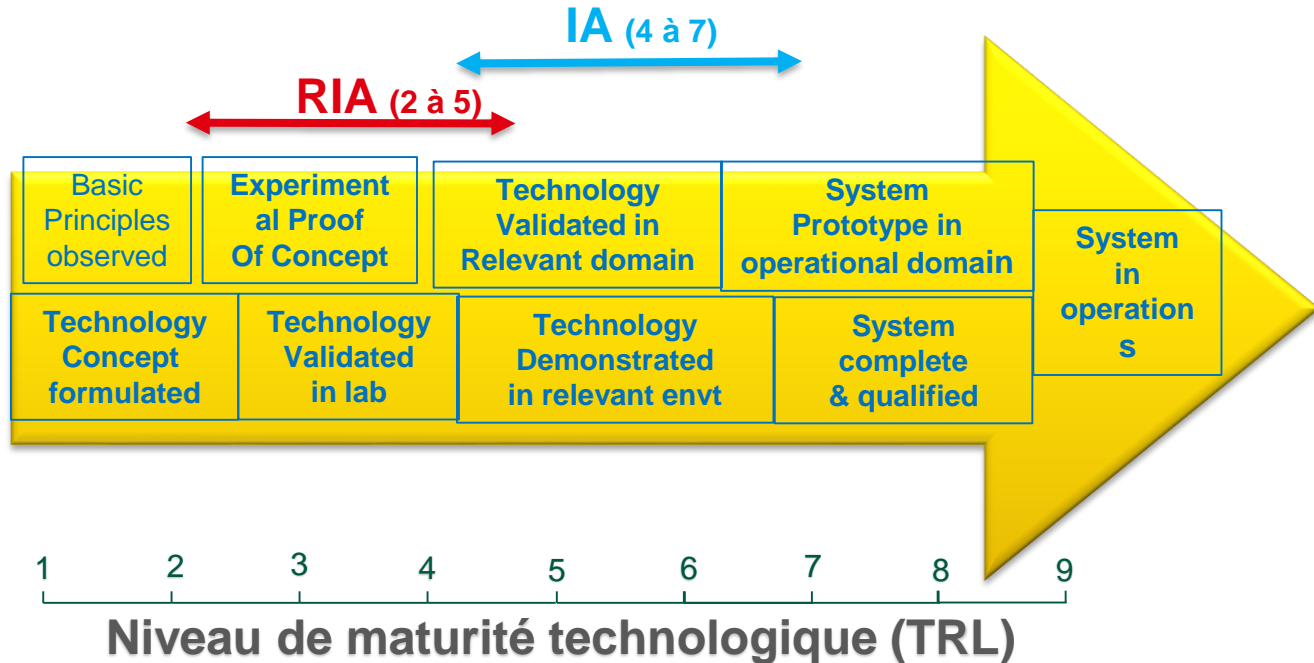 IA (4 à 7)
RIA (2 à 5)
Basic
Principles
observed
Experiment
al Proof
Of Concept
Technology
Validated in
Relevant domain
System
Prototype in
operational domain
System
in
operation
s
Technology
Concept
formulated
Technology
Validated
in lab
Technology
Demonstrated
in relevant envt
System
complete
& qualified
1 2 3 4 5 6 7 8 9
Niveau de maturité technologique (TRL)